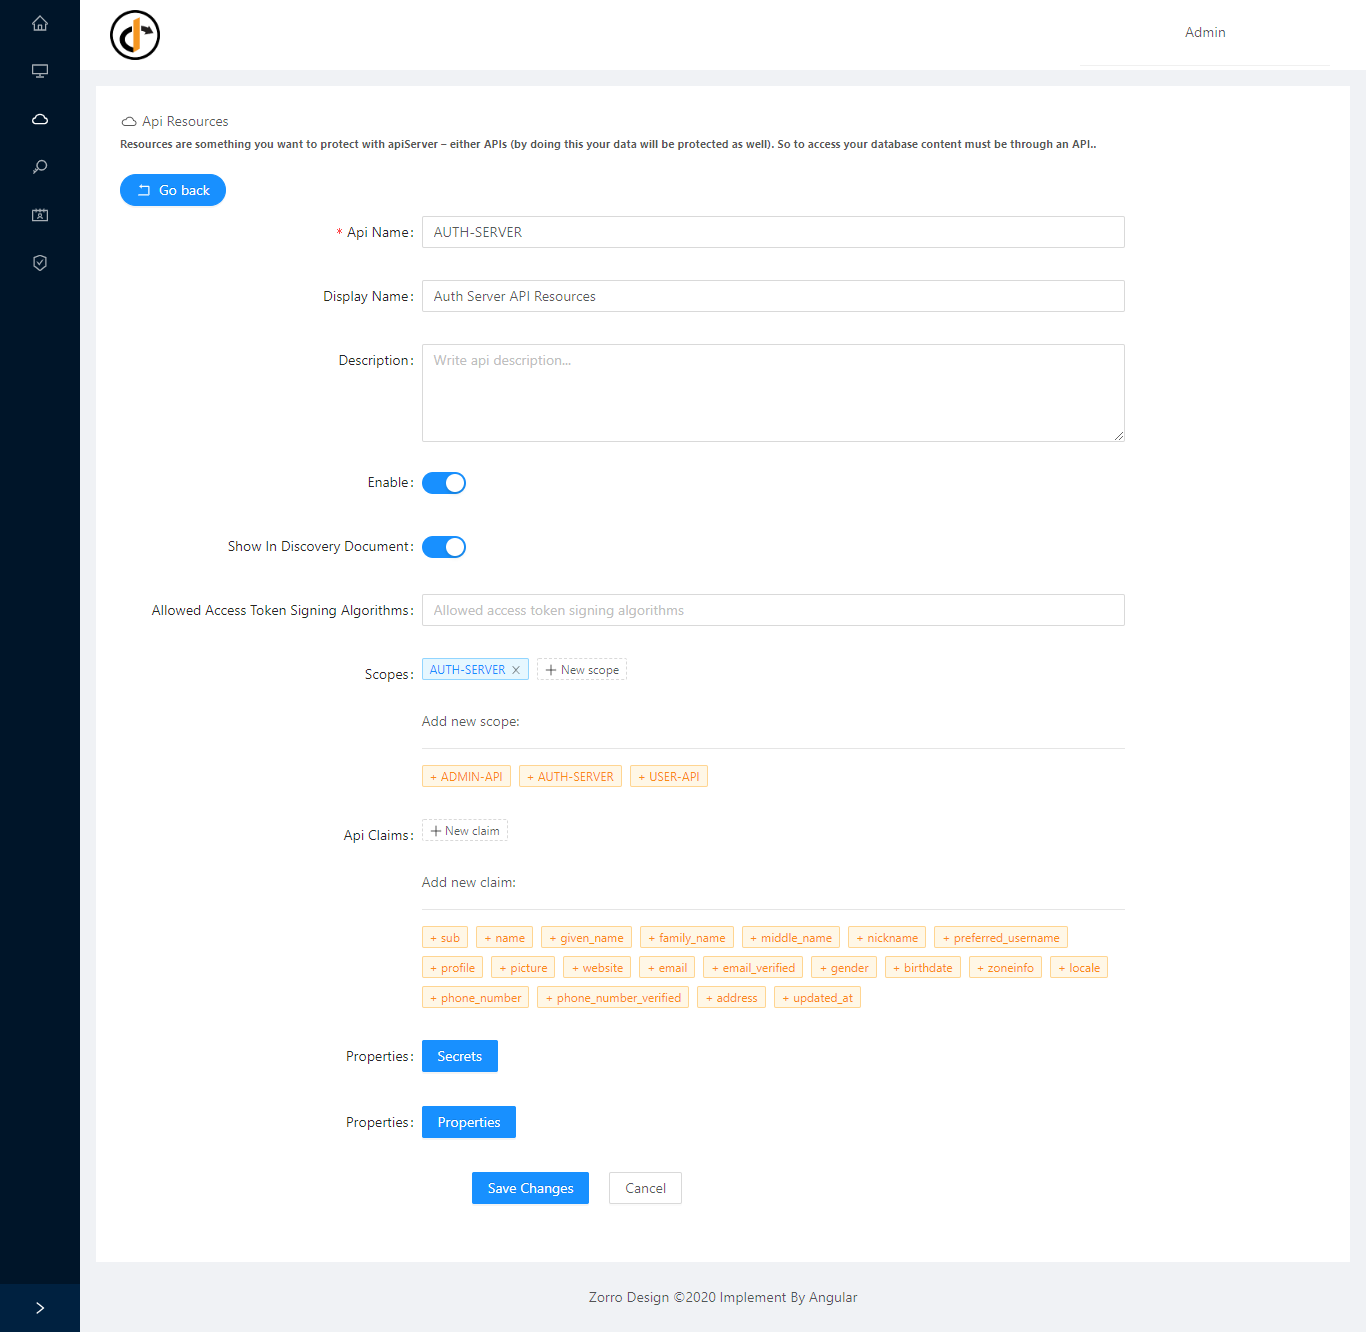 Admin
Api Resources
Resources are something you want to protect with apiServer – either APIs (by doing this your data will be protected as well). So to access your database content must be through an API..
Go back
* Api Name: AUTH-SERVER
Display Name: Auth Server API Resources
Description: Write api description...
Enable:
Show In Discovery Document:
Allowed Access Token Signing Algorithms: Allowed access token signing algorithms
Scopes: AUTH-SERVER × + New scope
Add new scope:
+ ADMIN-API + AUTH-SERVER + USER-API
Api Claims: + New claim
Add new claim:
+ sub + name + given_name + family_name + middle_name + nickname + preferred_username
+ profile + picture + website + email + email_verified + gender + birthdate + zoneinfo + locale
+ phone_number + phone_number_verified + address + updated_at
Properties: Secrets
Properties: Properties
Save Changes Cancel
Zorro Design ©2020 Implement By Angular